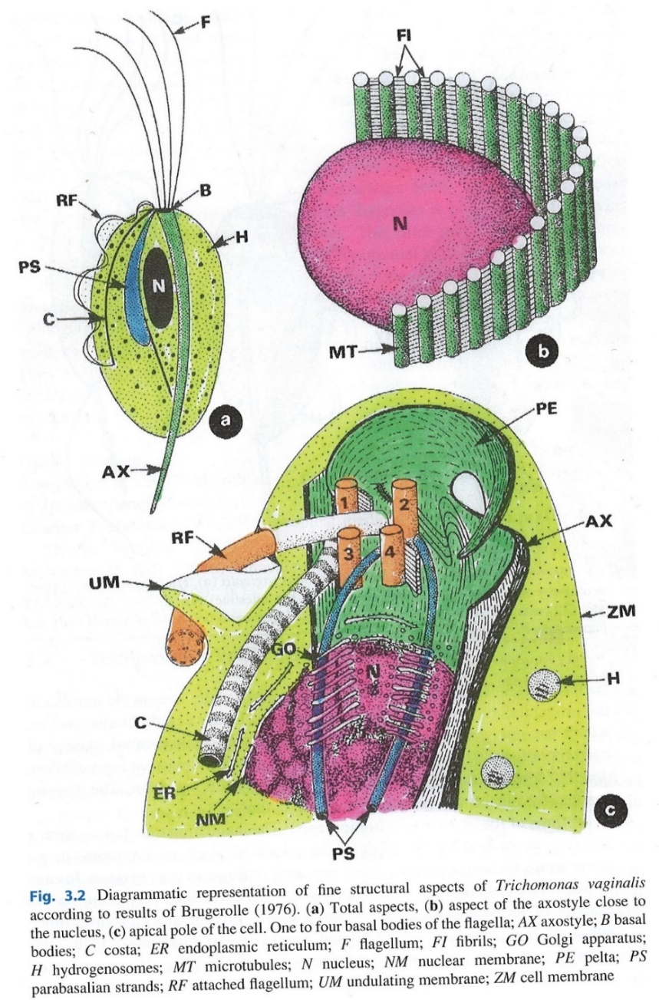 F
FI
B
RF
H
PS
N
N
C
MT
b
a
AX
PE
1
2
AX
RF
3
4
UM
ZM
GO
N
H
C
ER
NM
c
PS
Fig. 3.2 Diagrammatic representation of fine structural aspects of Trichomonas vaginalis
according to results of Brugerolle (1976). (a) Total aspects, (b) aspect of the axostyle close to
the nucleus, (c) apical pole of the cell. One to four basal bodies of the flagella; AX axostyle; B basal
bodies; C costa; ER endoplasmic reticulum; F flagellum; FI fibrils; GO Golgi apparatus;
H hydrogenosomes; MT microtubules; N nucleus; NM nuclear membrane; PE pelta; PS
parabasalian strands; RF attached flagellum; UM undulating membrane; ZM cell membrane